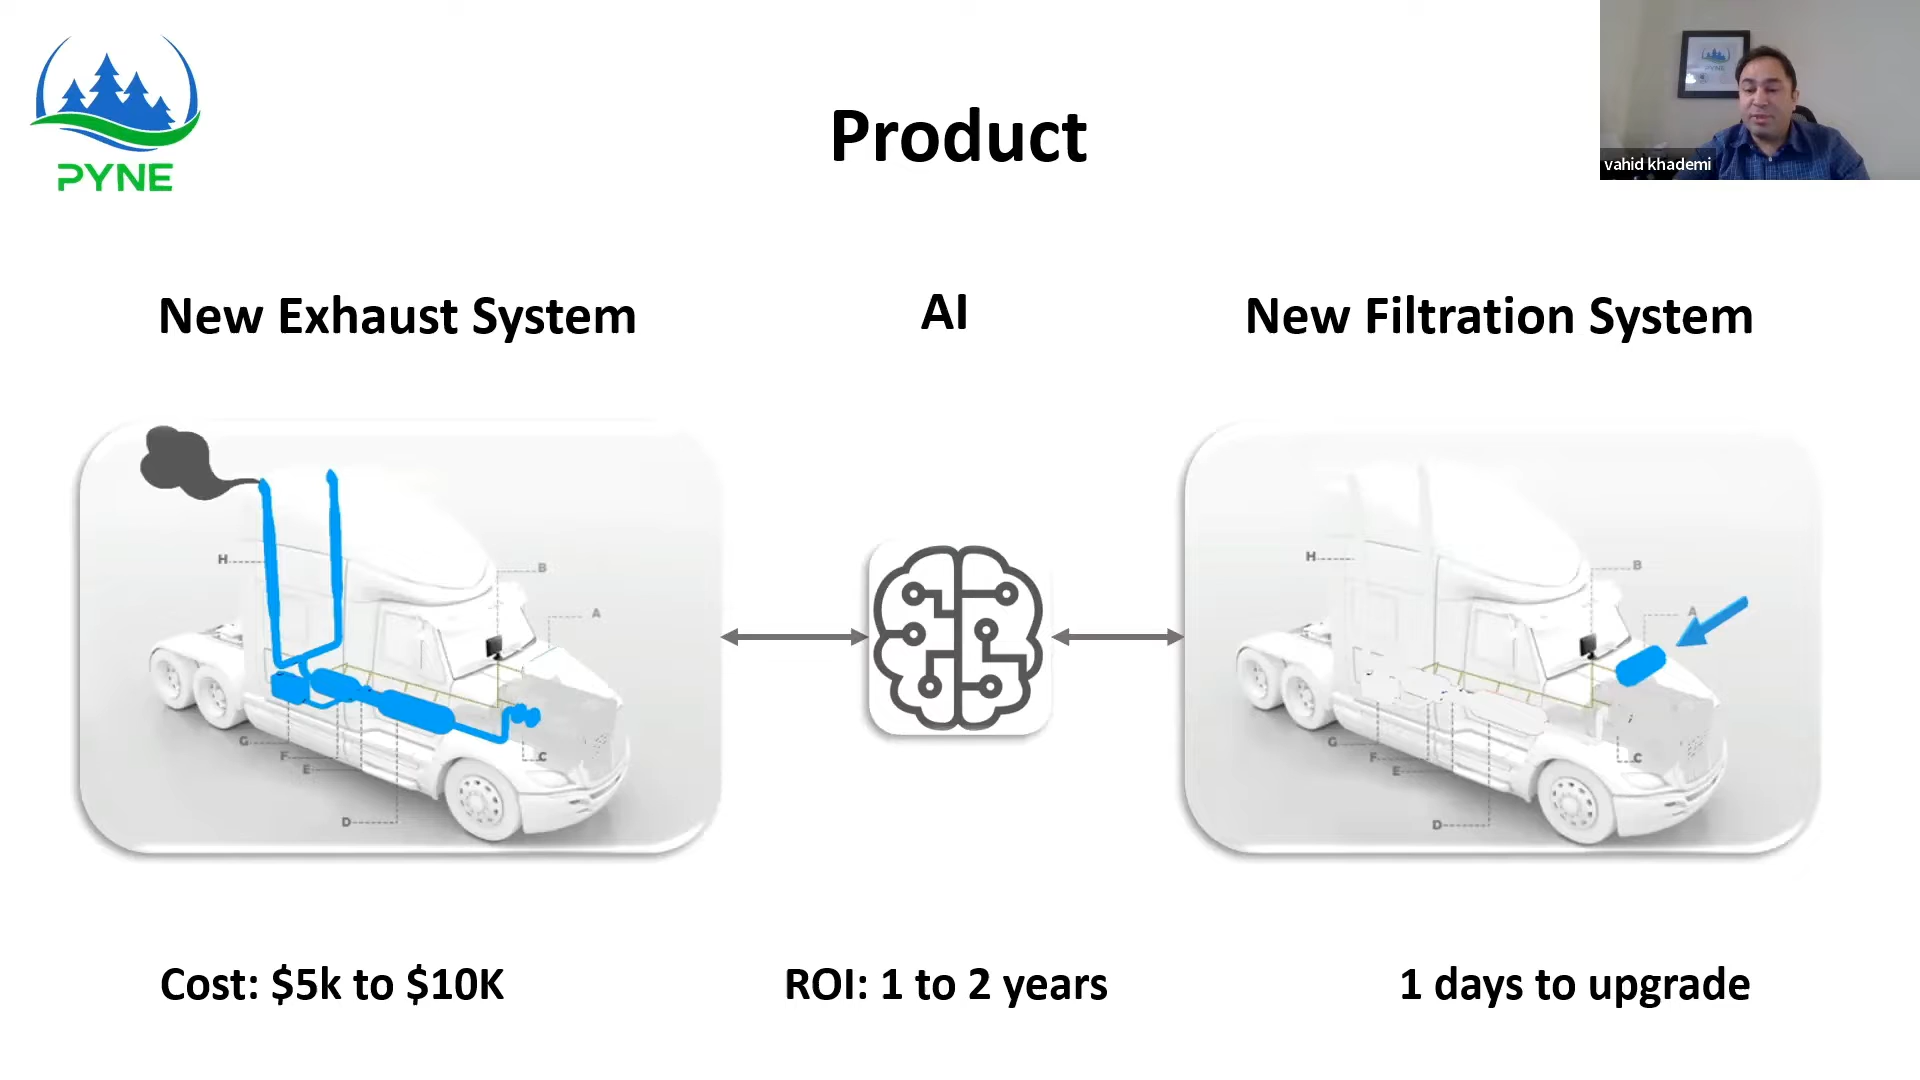 PYNE
Product
vahid khademi
New Exhaust System
AI
New Filtration System
H
B
A
G
F
E
D
C
H
B
A
G
F
E
D
C
Cost: $5k to $10K
ROI: 1 to 2 years
1 days to upgrade